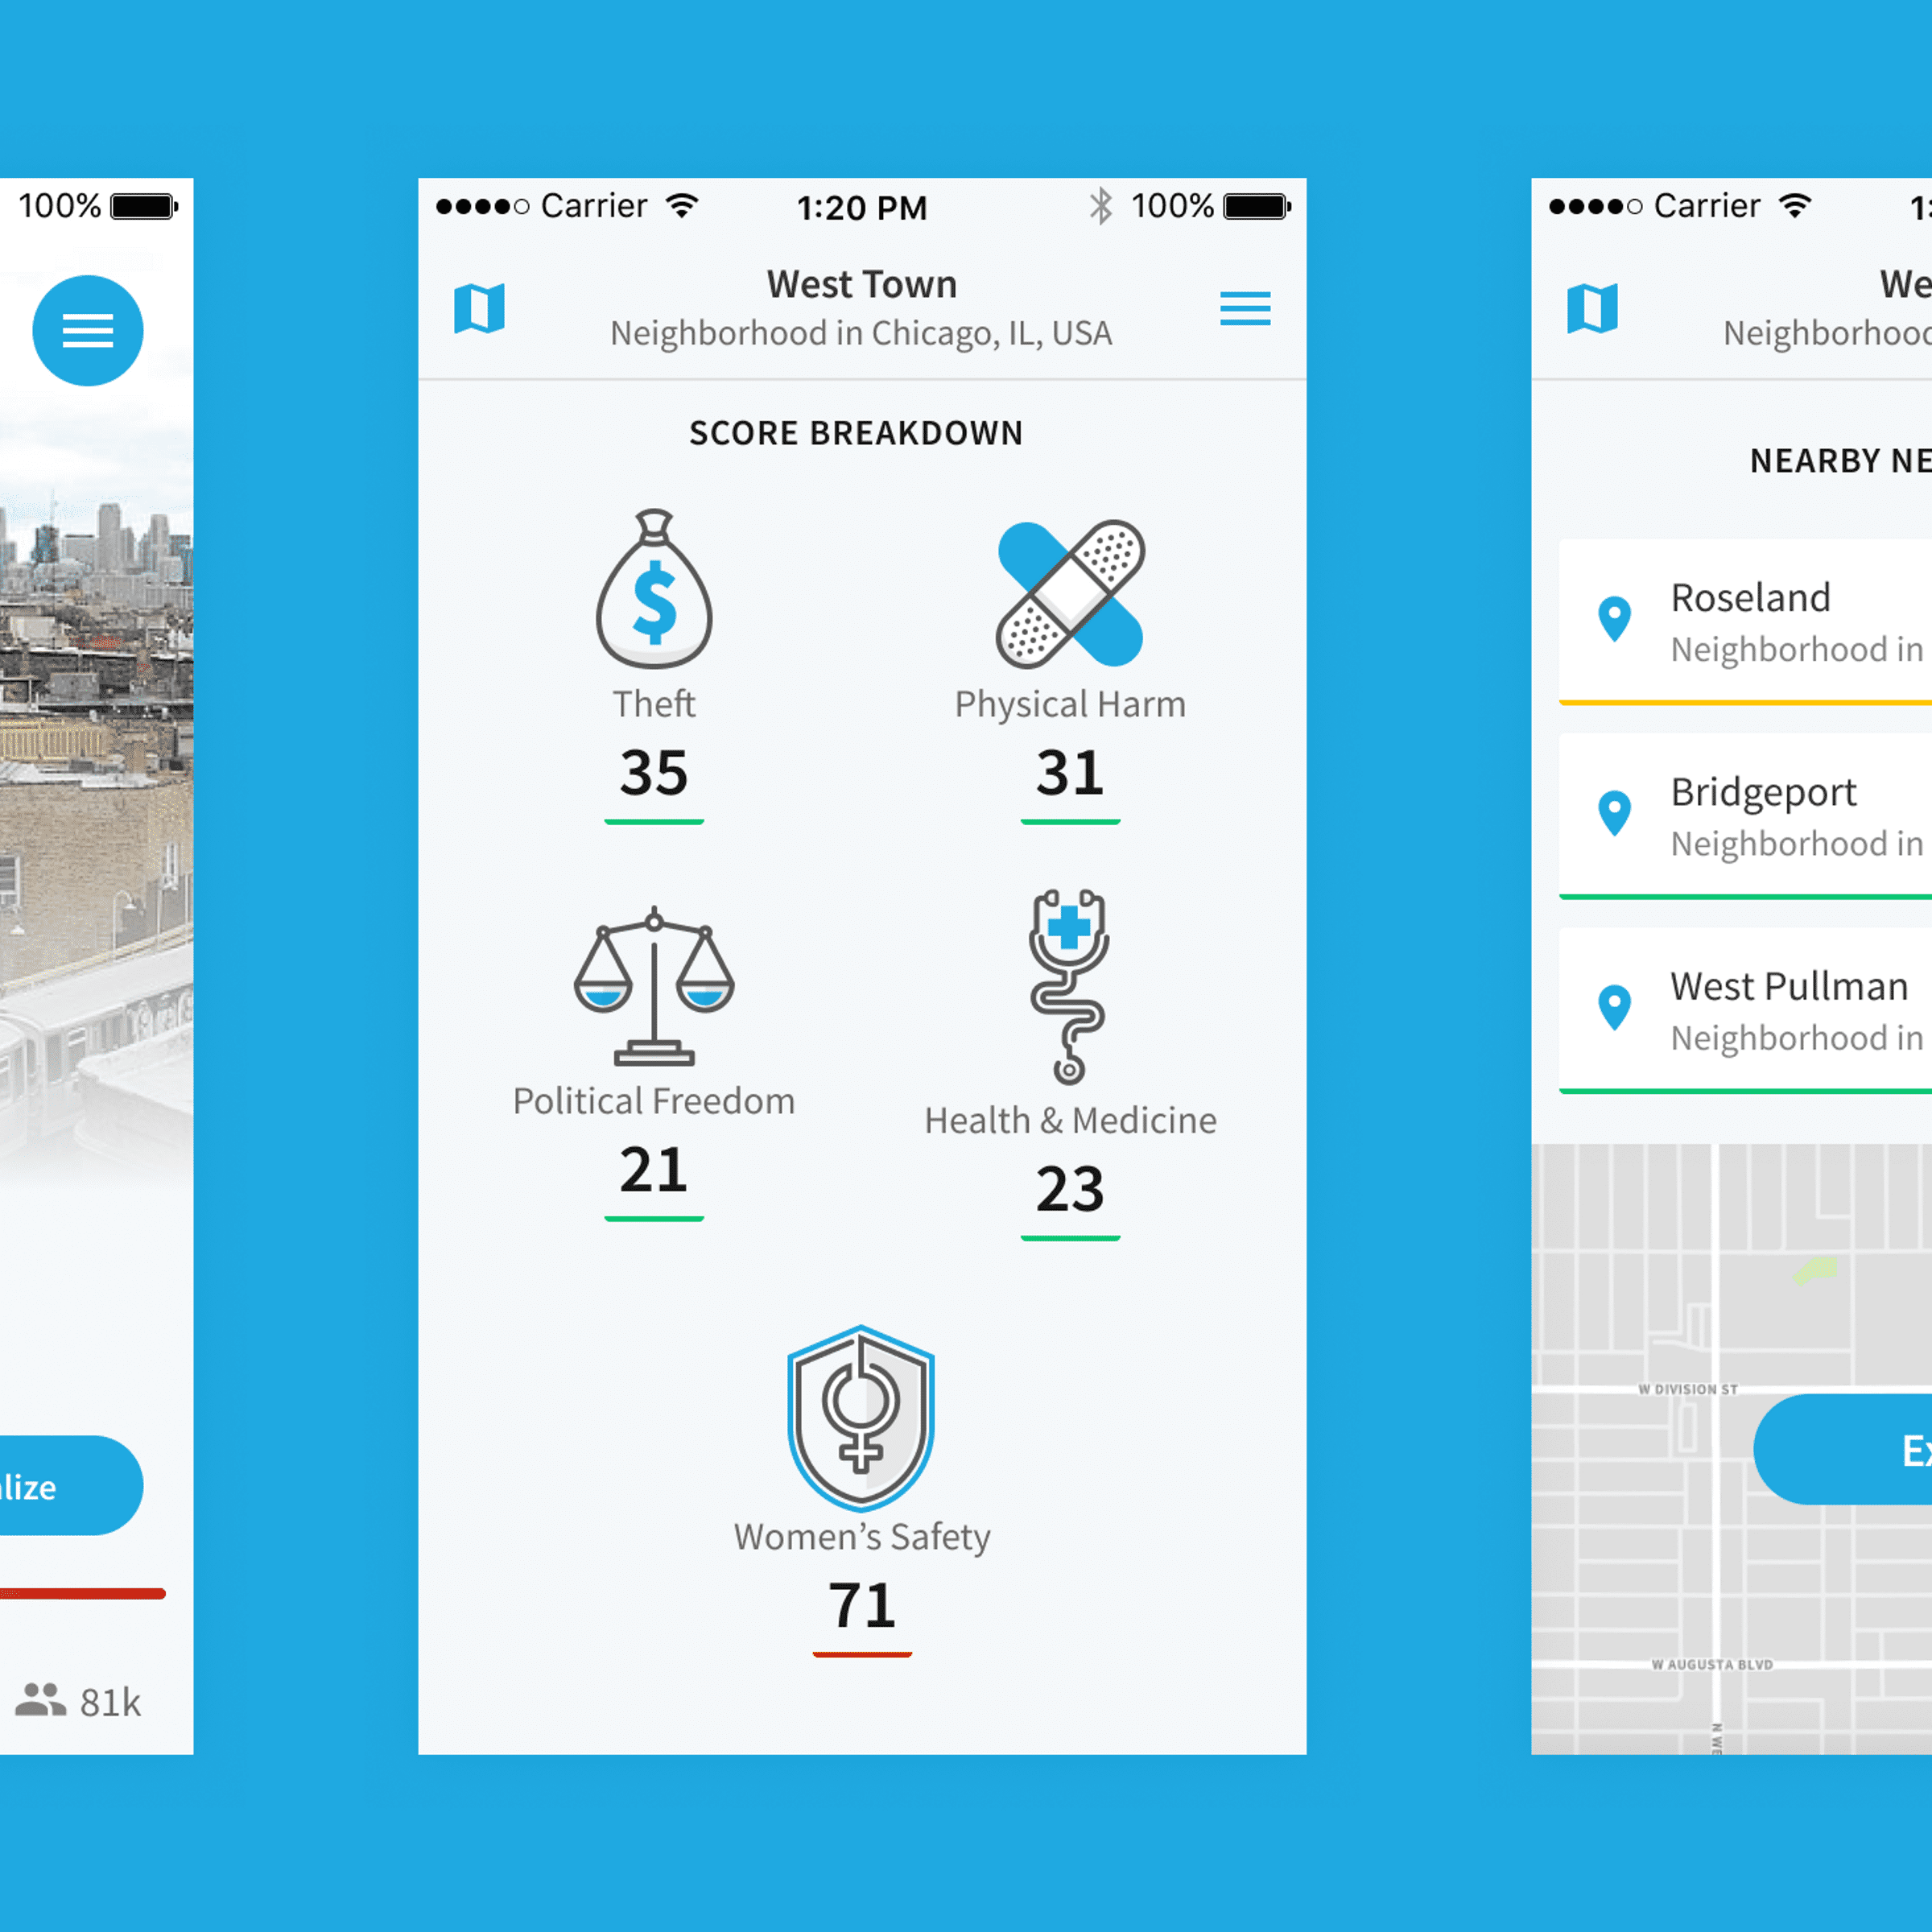 100%
lize
81k
Carrier 1:20 PM 100%
West Town
Neighborhood in Chicago, IL, USA
SCORE BREAKDOWN
Theft
35
Physical Harm
31
Political Freedom
21
Health & Medicine
23
Women’s Safety
71
Carrier 1:
We
Neighborhood
NEARBY NE
Roseland
Neighborhood in
Bridgeport
Neighborhood in
West Pullman
Neighborhood in
W DIVISION ST
Ex
W AUGUSTA BLVD
N WE